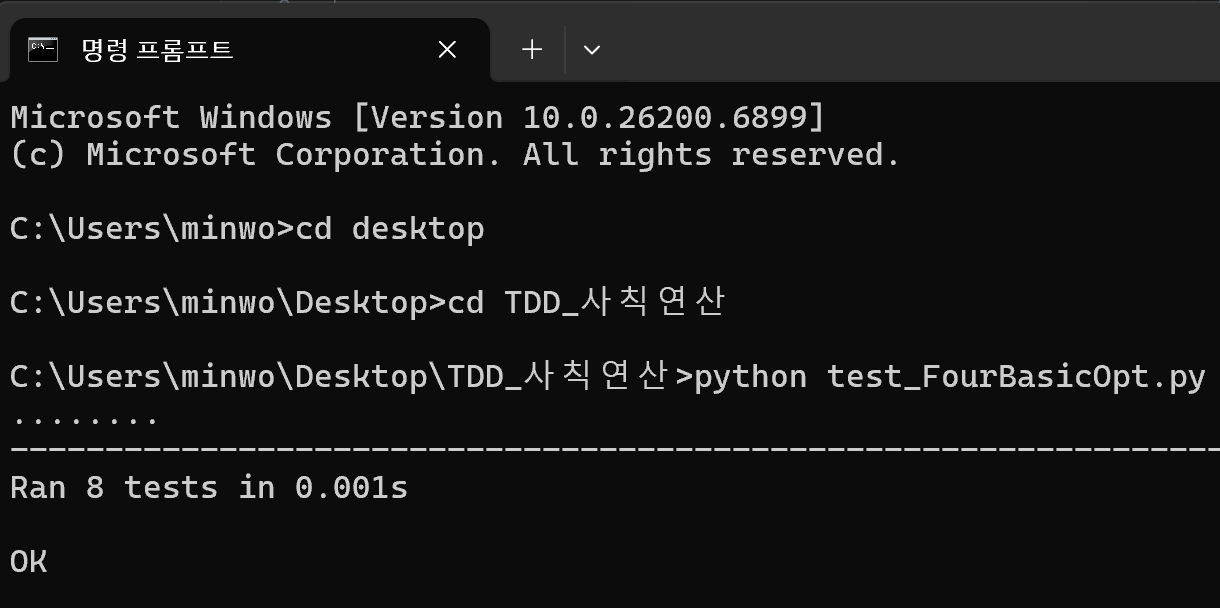 명령 프롬프트
Microsoft Windows [Version 10.0.26200.6899]
(c) Microsoft Corporation. All rights reserved.
C:\Users\minwo>cd desktop
C:\Users\minwo\Desktop>cd TDD_사칙연산
C:\Users\minwo\Desktop\TDD_사칙연산>python test_FourBasicOpt.py
........
----------------------------------------------------------------
Ran 8 tests in 0.001s
OK